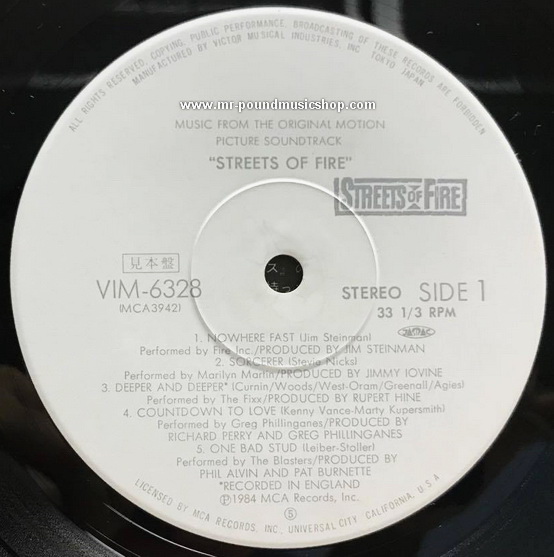 ALL RIGHTS RESERVED, COPYING, PUBLIC PERFORMANCE, BROADCASTING OF THESE RECORDS ARE FORBIDDEN
MANUFACTURED BY VICTOR MUSICAL INDUSTRIES, INC TOKYO JAPAN
www.mr-poundmusicshop.com
MUSIC FROM THE ORIGINAL MOTION
PICTURE SOUNDTRACK
"STREETS OF FIRE"
STREETS OF FIRE
見本盤
VIM-6328
(MCA3942)
STEREO SIDE 1
33 1/3 RPM
JASRAC
1. NOWHERE FAST (Jim Steinman)
Performed by Fire Inc./PRODUCED BY JIM STEINMAN
2. SORCERER (Stevie Nicks)
Performed by Marilyn Martin/PRODUCED BY JIMMY IOVINE
3. DEEPER AND DEEPER* (Curnin/Woods/West-Oram/Greenall/Agies)
Performed by The Fixx/PRODUCED BY RUPERT HINE
4. COUNTDOWN TO LOVE (Kenny Vance-Marty Kupersmith)
Performed by Greg Phillinganes/PRODUCED BY
RICHARD PERRY AND GREG PHILLINGANES
5. ONE BAD STUD (Leiber-Stoller)
Performed by The Blasters/PRODUCED BY
PHIL ALVIN AND PAT BURNETTE
*RECORDED IN ENGLAND
Ⓟ1984 MCA Records, Inc.
Ⓢ
LICENSED BY MCA RECORDS, INC. UNIVERSAL CITY, CALIFORNIA, U.S.A